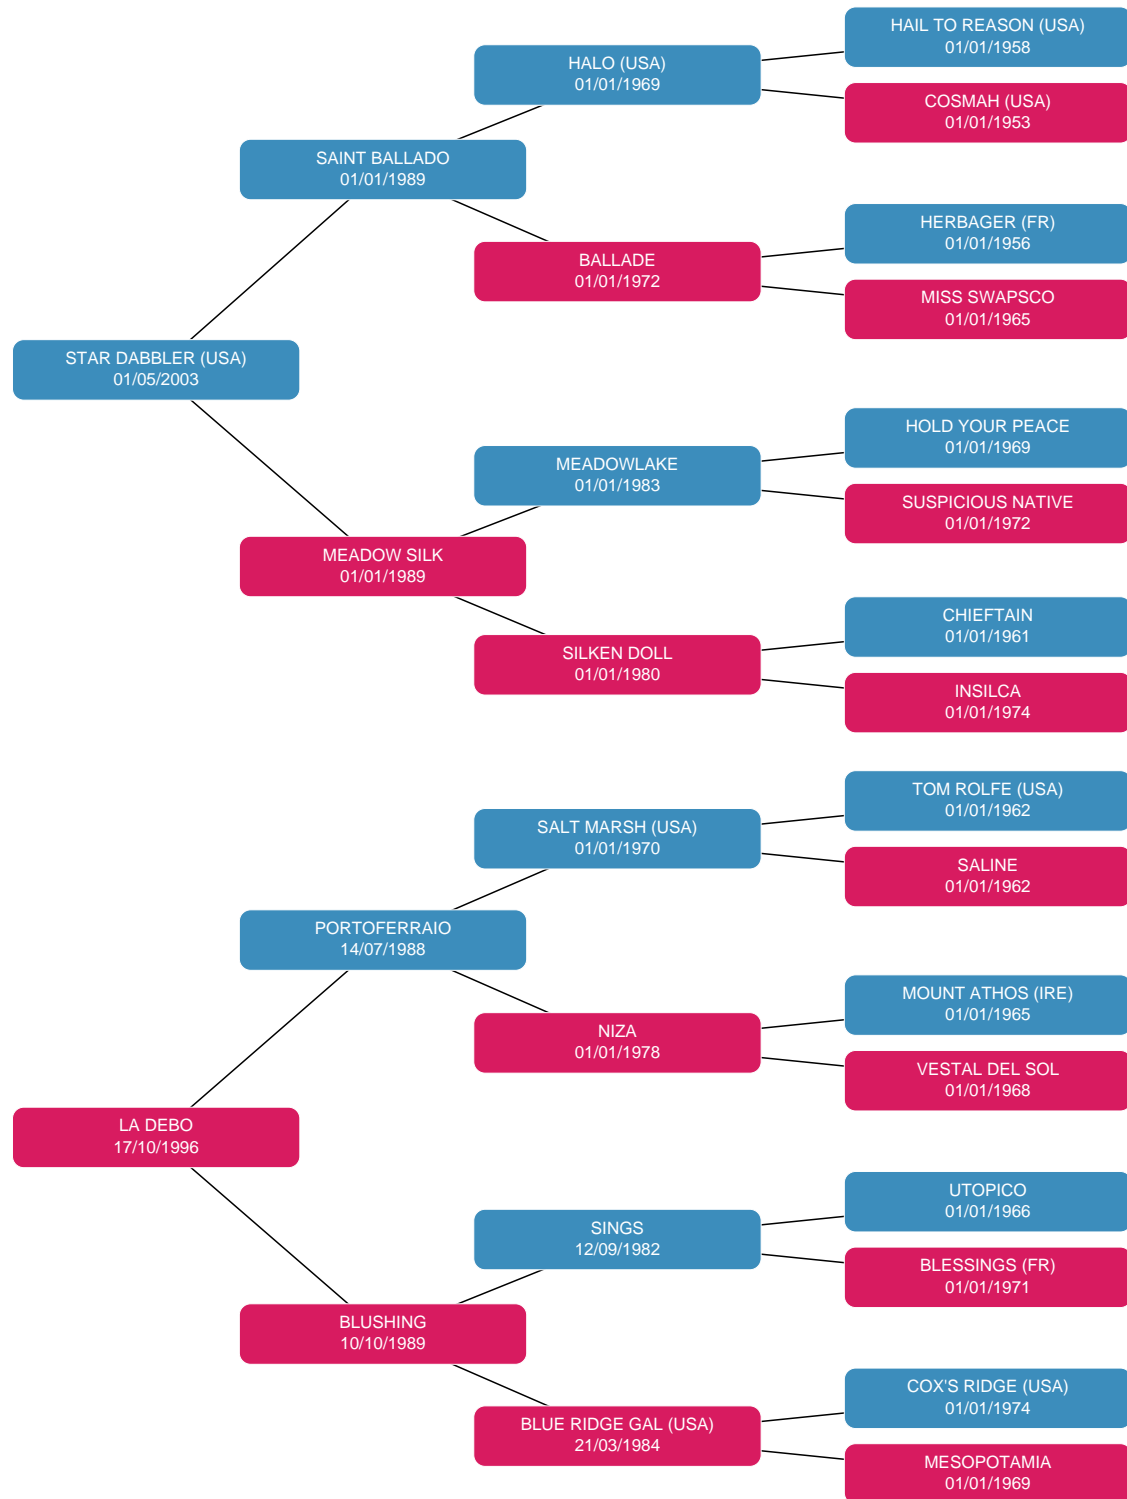 HAIL TO REASON (USA)
01/01/1958
HALO (USA)
01/01/1969
COSMAH (USA)
01/01/1953
SAINT BALLADO
01/01/1989
HERBAGER (FR)
01/01/1956
BALLADE
01/01/1972
MISS SWAPSCO
01/01/1965
STAR DABBLER (USA)
01/05/2003
HOLD YOUR PEACE
01/01/1969
MEADOWLAKE
01/01/1983
SUSPICIOUS NATIVE
01/01/1972
MEADOW SILK
01/01/1989
CHIEFTAIN
01/01/1961
SILKEN DOLL
01/01/1980
INSILCA
01/01/1974
TOM ROLFE (USA)
01/01/1962
SALT MARSH (USA)
01/01/1970
SALINE
01/01/1962
PORTOFERRAIO
14/07/1988
MOUNT ATHOS (IRE)
01/01/1965
NIZA
01/01/1978
VESTAL DEL SOL
01/01/1968
LA DEBO
17/10/1996
UTOPICO
01/01/1966
SINGS
12/09/1982
BLESSINGS (FR)
01/01/1971
BLUSHING
10/10/1989
COX'S RIDGE (USA)
01/01/1974
BLUE RIDGE GAL (USA)
21/03/1984
MESOPOTAMIA
01/01/1969